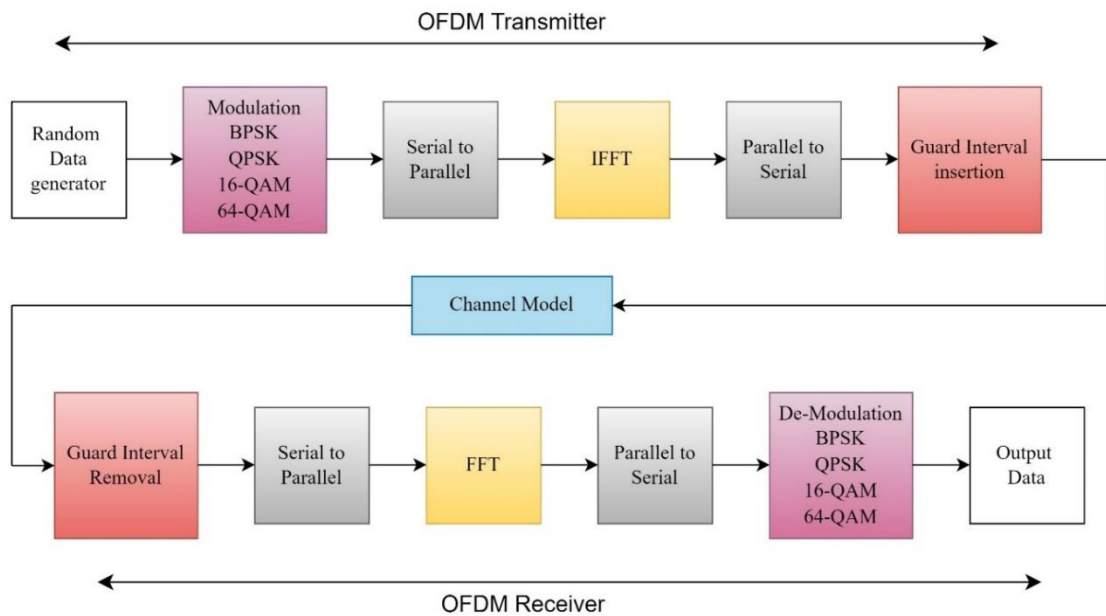 OFDM Transmitter
Random
Data
generator
Modulation
BPSK
QPSK
16-QAM
64-QAM
Serial to
Parallel
IFFT
Parallel to
Serial
Guard Interval
insertion
Channel Model
Guard Interval
Removal
Serial to
Parallel
FFT
Parallel to
Serial
De-Modulation
BPSK
QPSK
16-QAM
64-QAM
Output
Data
OFDM Receiver